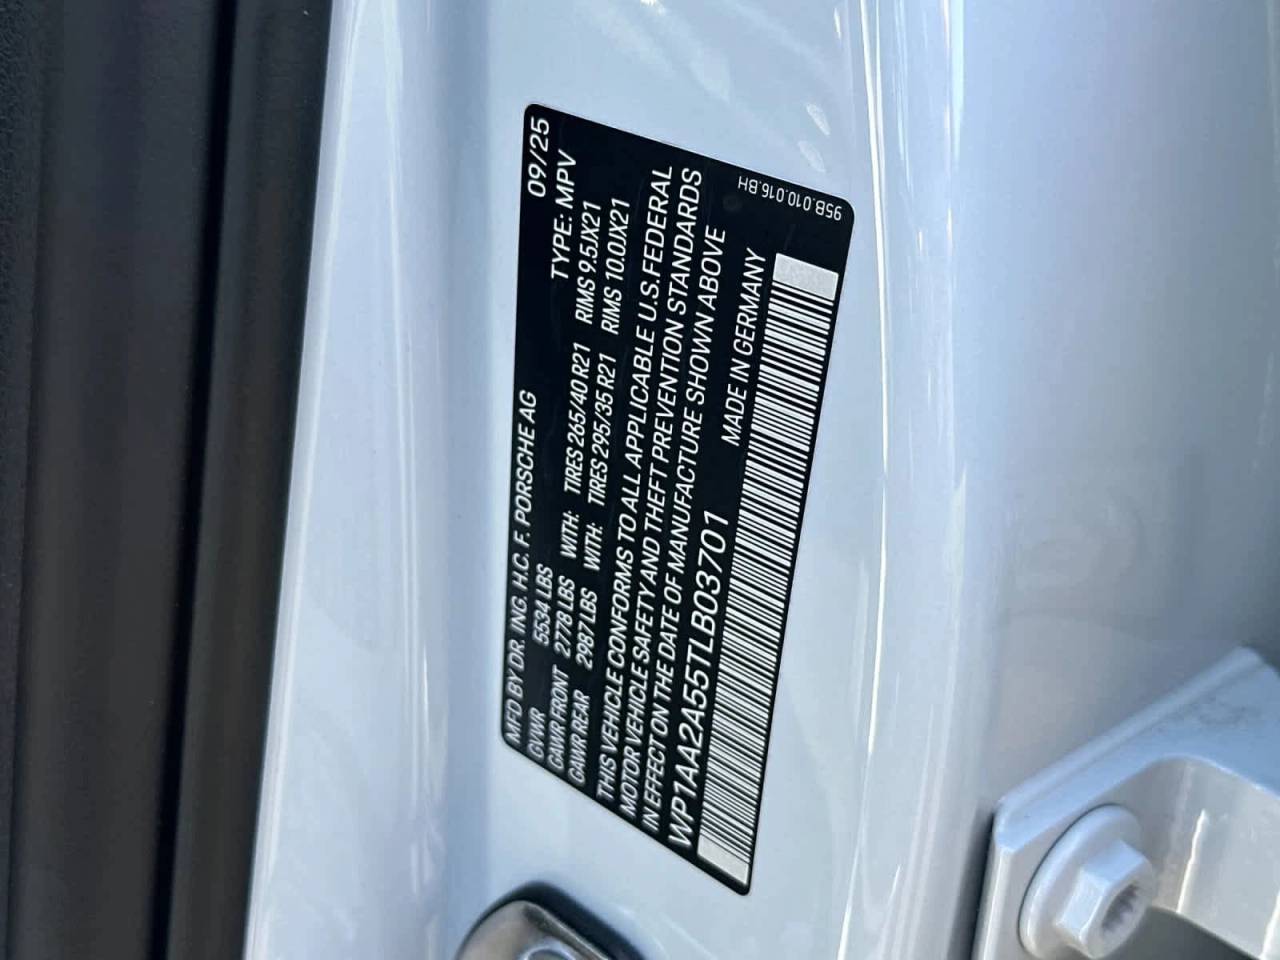 MFD BY DR. ING. H.C. F. PORSCHE AG 09/25
GVWR 5534 LBS TYPE: MPV
GAWR FRONT 2778 LBS WITH: TIRES 265/40 R21 RIMS 9.5JX21
GAWR REAR 2987 LBS WITH: TIRES 295/35 R21 RIMS 10.0JX21
THIS VEHICLE CONFORMS TO ALL APPLICABLE U.S.FEDERAL
MOTOR VEHICLE SAFETY AND THEFT PREVENTION STANDARDS
IN EFFECT ON THE DATE OF MANUFACTURE SHOWN ABOVE
WP1AA2A55TLB03701 MADE IN GERMANY
95B.010.016.BH